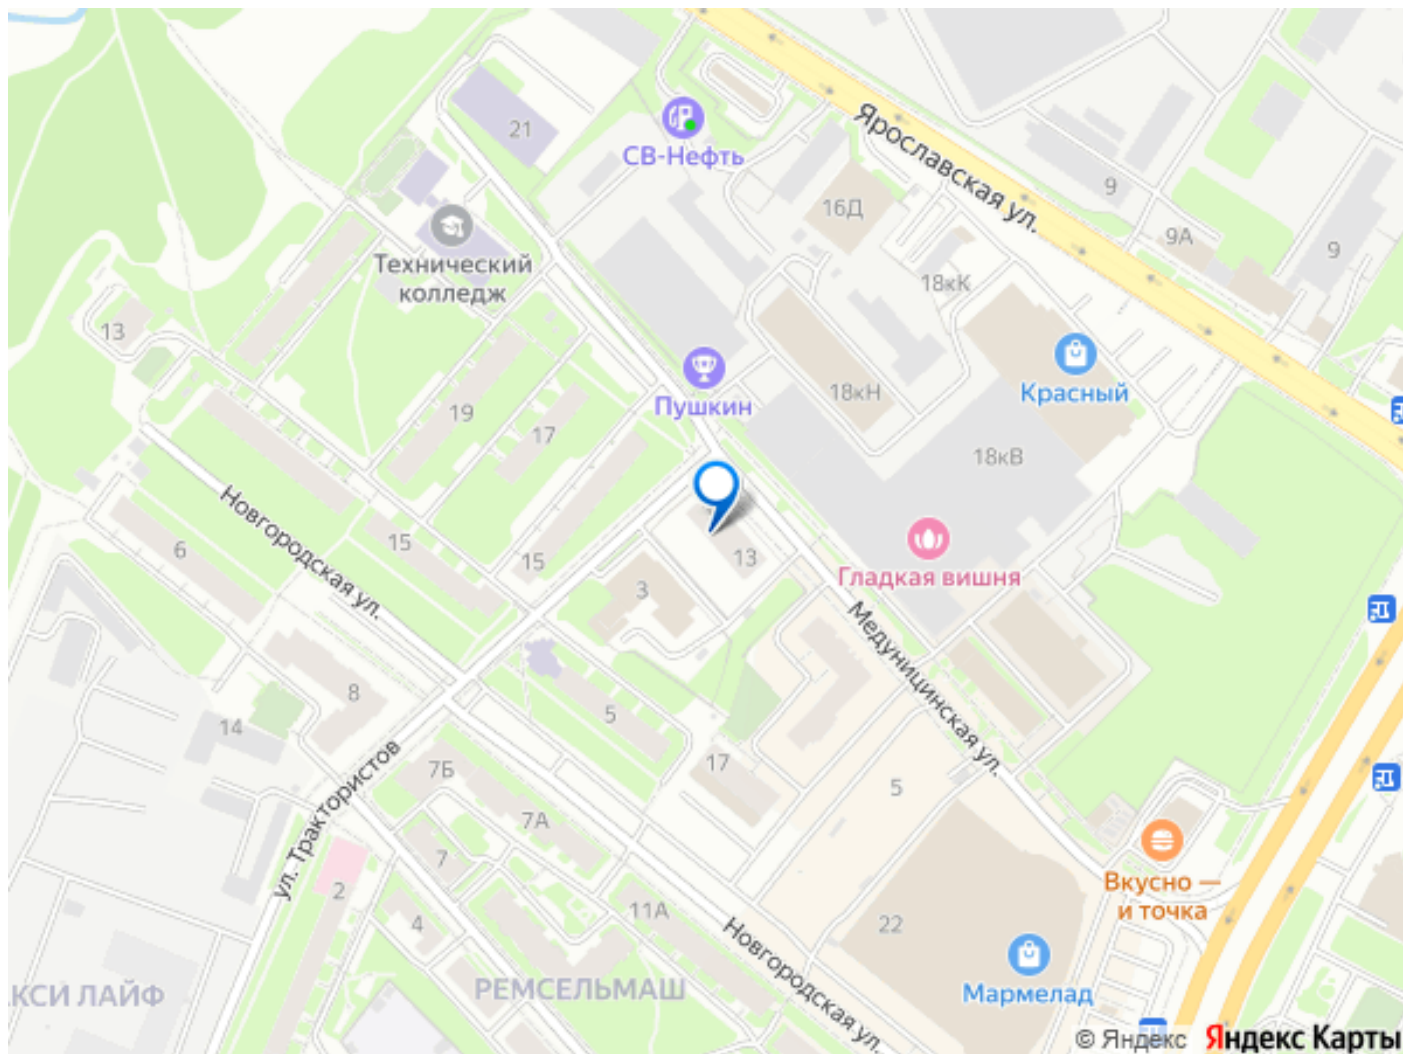 21
СВ-Нефть
Ярославская ул.
9
16Д
9А
9
Технический
колледж
18кК
13
Пушкин
18кН
Красный
19
17
18кВ
Новгородская ул.
6
15
15
13
3
Гладкая вишня
Медуницинская ул.
8
5
14
17
7Б
ул. Трактористов
5
7А
7
2
4
11А
22
Вкусно —
и точка
Новгородская ул.
КСИ ЛАЙФ
РЕМСЕЛЬМАШ
Мармелад
© Яндекс Яндекс Карты